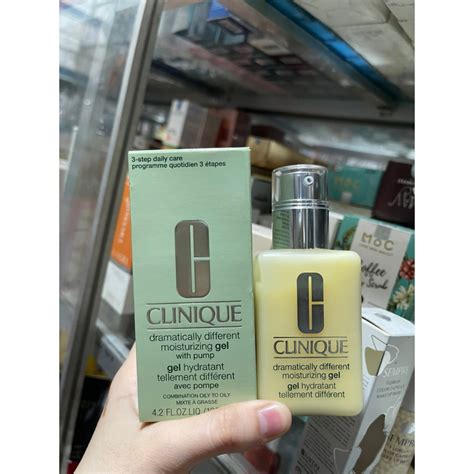 3-step daily care
programme quotidien 3 étapes
CLINIQUE
dramatically different
moisturizing gel
with pump
gel hydratant
tellement différent
avec pompe
COMBINATION OILY TO OILY
MIXTE À GRASSE
4.2 FL.OZ.LIQ
CLINIQUE
dramatically different
moisturizing gel
gel hydratant
tellement différent
MOC
MOC
Coffee
Scrub
SEMPRE